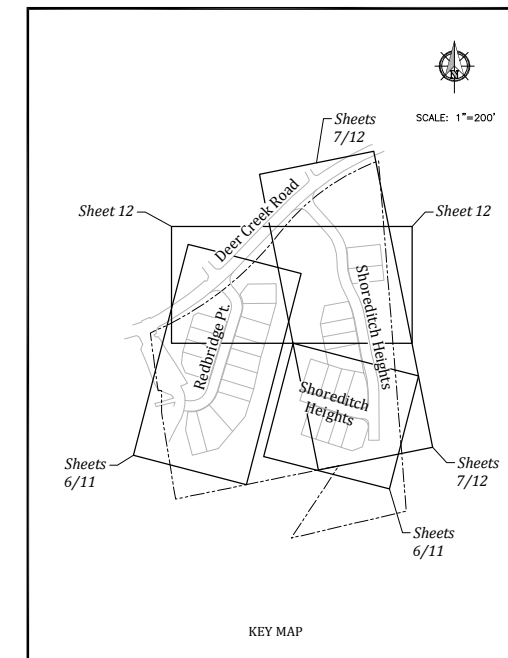 N
SCALE: 1"=200'
Sheets
7/12
Sheet 12
Sheet 12
Deer Creek Road
Redbridge Pt.
Shoreditch Heights
Shoreditch
Heights
Sheets
6/11
Sheets
7/12
Sheets
6/11
KEY MAP